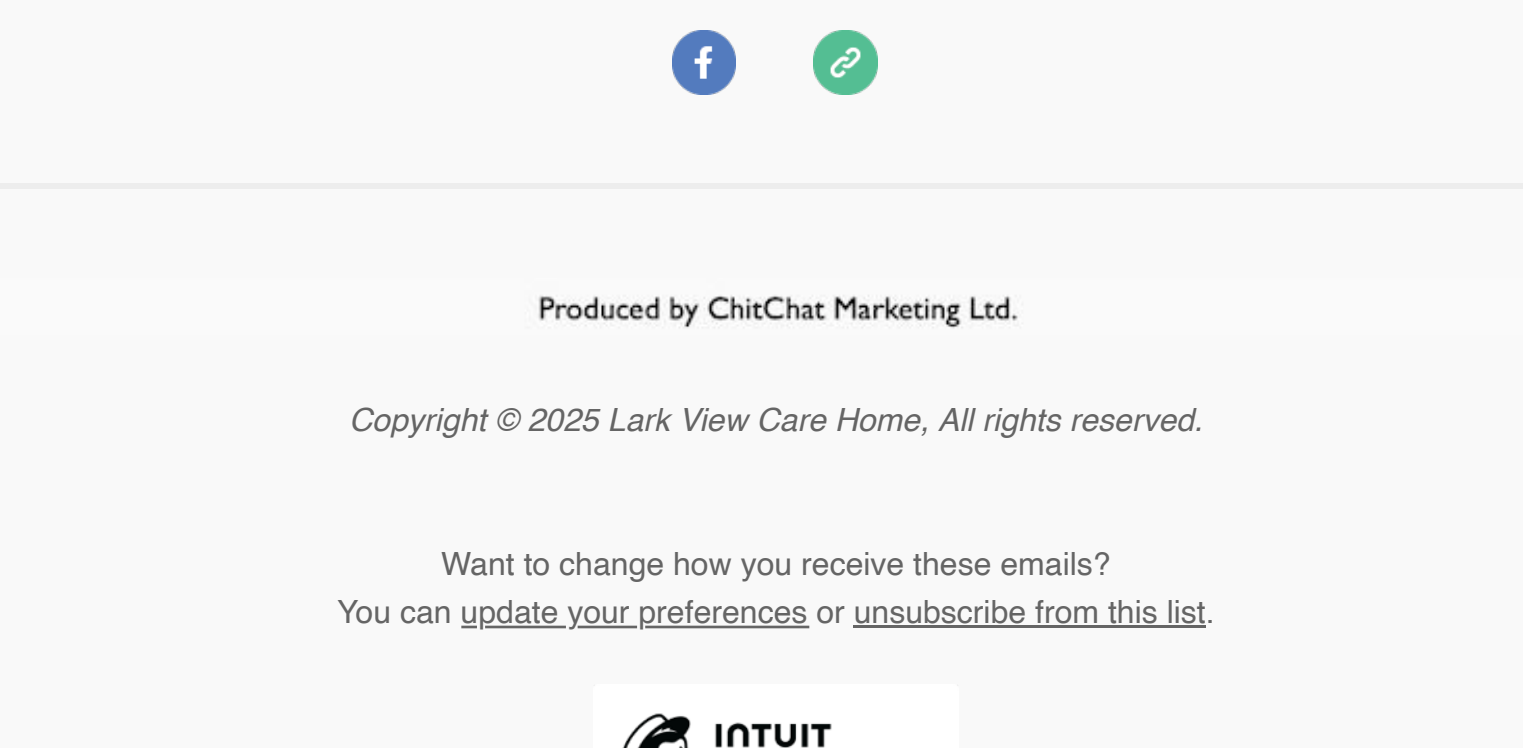 Produced by ChitChat Marketing Ltd.
Copyright © 2025 Lark View Care Home, All rights reserved.
Want to change how you receive these emails?
You can update your preferences or unsubscribe from this list.
INTUIT